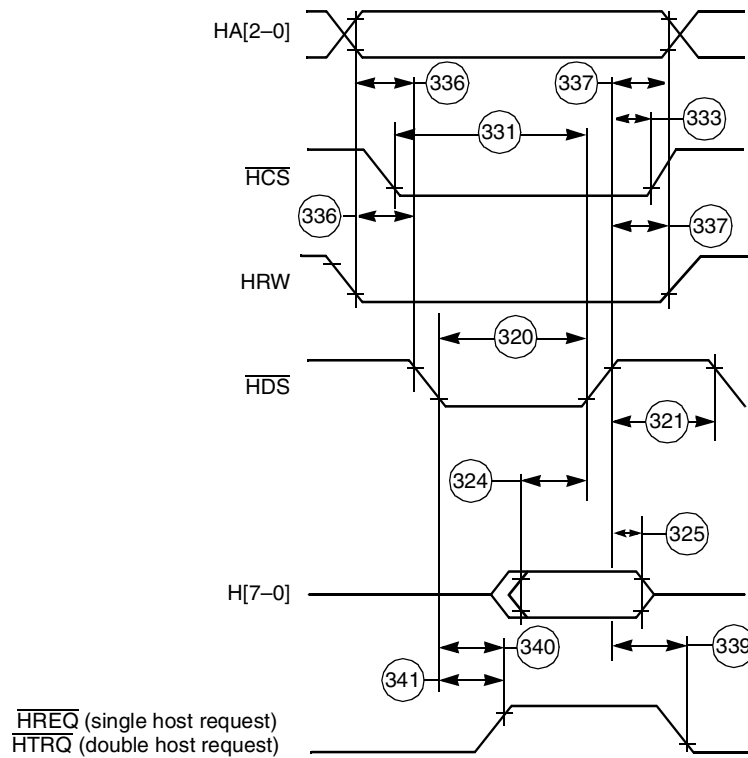 HA[2–0]
336
337
333
331
HCS
336
337
HRW
320
HDS
321
324
325
H[7–0]
340
339
341
HREQ (single host request)
HTRQ (double host request)